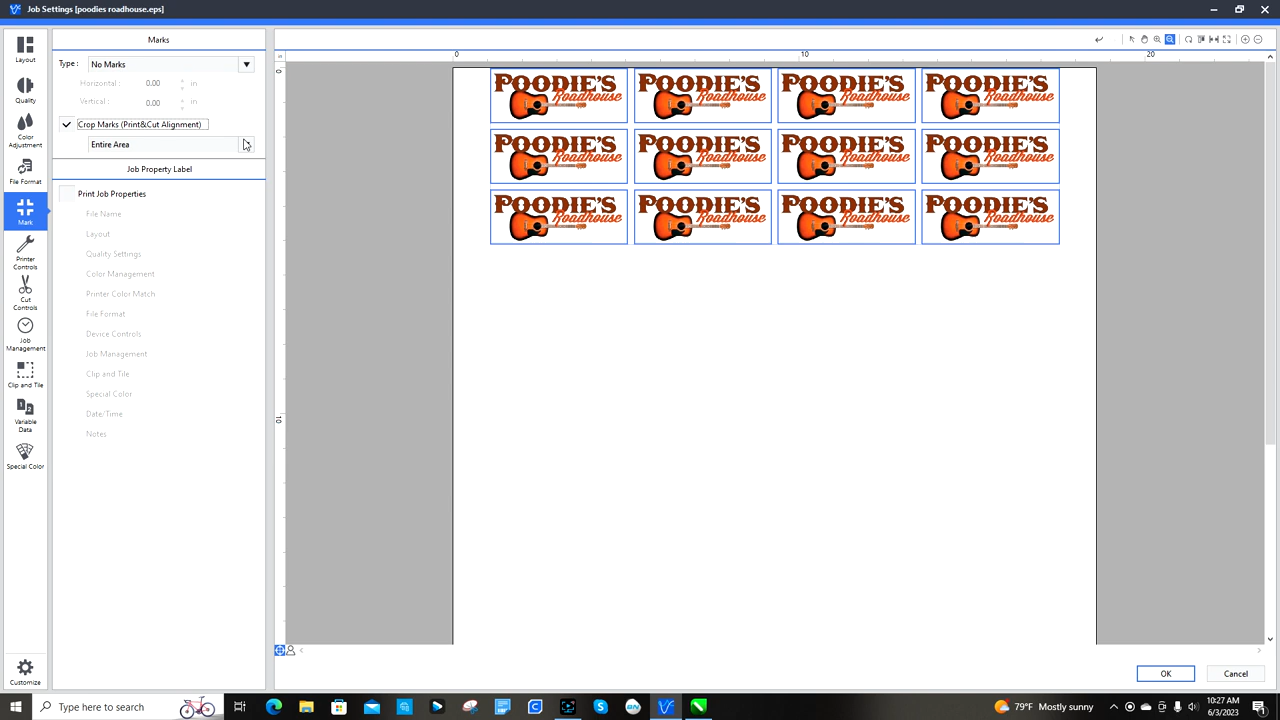 Job Settings [poodies roadhouse.eps]
Layout
Quality
Color
Adjustment
File Format
Mark
Printer
Controls
Cut
Controls
Job
Management
Clip and Tile
Variable
Data
Special Color
Customize
Marks
Type :
No Marks
Horizontal :
0.00
in
Vertical :
0.00
in
Crop Marks (Print&Cut Alignment)
Entire Area
Job Property Label
Print Job Properties
File Name
Layout
Quality Settings
Color Management
Printer Color Match
File Format
Device Controls
Job Management
Clip and Tile
Special Color
Date/Time
Notes
in
0
10
20
0
10
POODIE'S
Roadhouse
POODIE'S
Roadhouse
POODIE'S
Roadhouse
POODIE'S
Roadhouse
POODIE'S
Roadhouse
POODIE'S
Roadhouse
POODIE'S
Roadhouse
POODIE'S
Roadhouse
POODIE'S
Roadhouse
POODIE'S
Roadhouse
POODIE'S
Roadhouse
POODIE'S
Roadhouse
OK
Cancel
Type here to search
79°F Mostly sunny
10:27 AM
6/3/2023